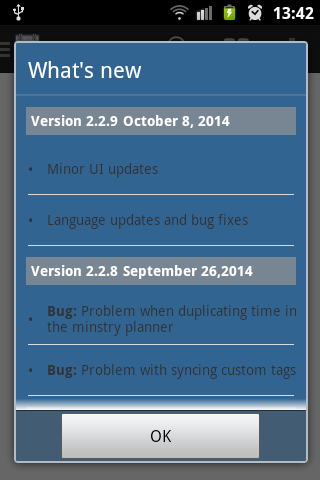 13:42
What's new
Version 2.2.9 October 8, 2014
• Minor UI updates
• Language updates and bug fixes
Version 2.2.8 September 26,2014
• Bug: Problem when duplicating time in
the minstry planner
• Bug: Problem with syncing custom tags
OK